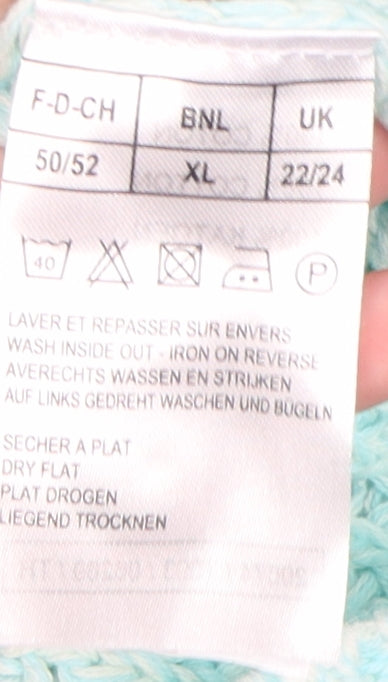 F-D-CH BNL UK
50/52 XL 22/24
40 P
LAVER ET REPASSER SUR ENVERS
WASH INSIDE OUT - IRON ON REVERSE
AVERECHTS WASSEN EN STRIJKEN
AUF LINKS GEDREHT WASCHEN UND BÜGELN
SECHER A PLAT
DRY FLAT
PLAT DROGEN
LIEGEND TROCKNEN